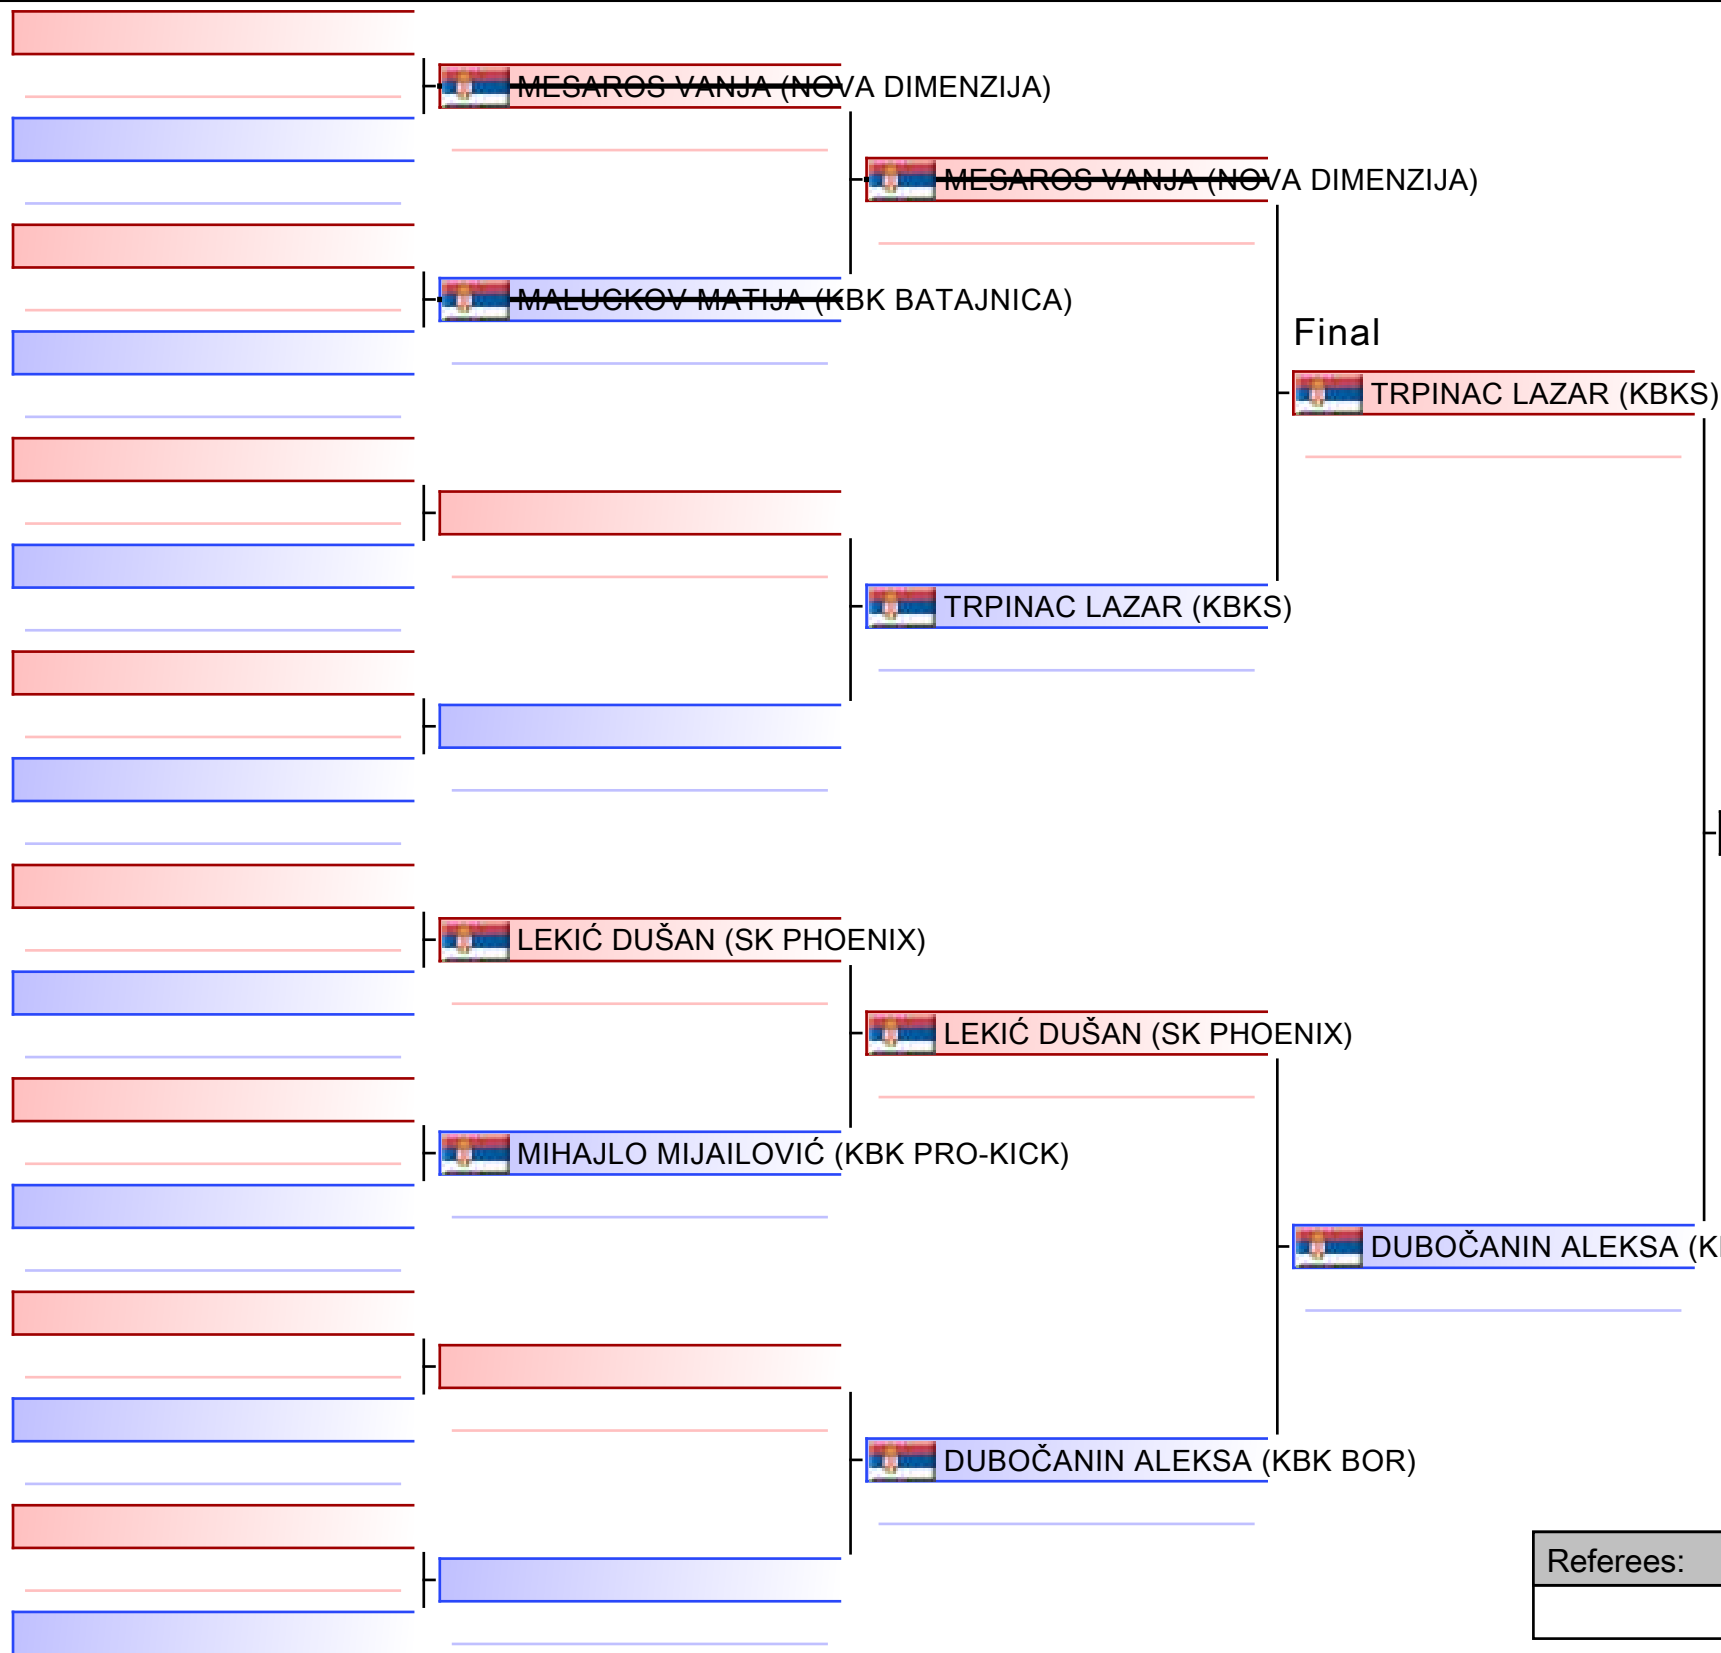 MESAROS VANJA (NOVA DIMENZIJA)
MESAROS VANJA (NOVA DIMENZIJA)
MALUCKOV MATIJA (KBK BATAJNICA)
Final
TRPINAC LAZAR (KBKS)
TRPINAC LAZAR (KBKS)
LEKIĆ DUŠAN (SK PHOENIX)
LEKIĆ DUŠAN (SK PHOENIX)
MIHAJLO MIJAILOVIĆ (KBK PRO-KICK)
DUBOČANIN ALEKSA (K
DUBOČANIN ALEKSA (KBK BOR)
Referees: